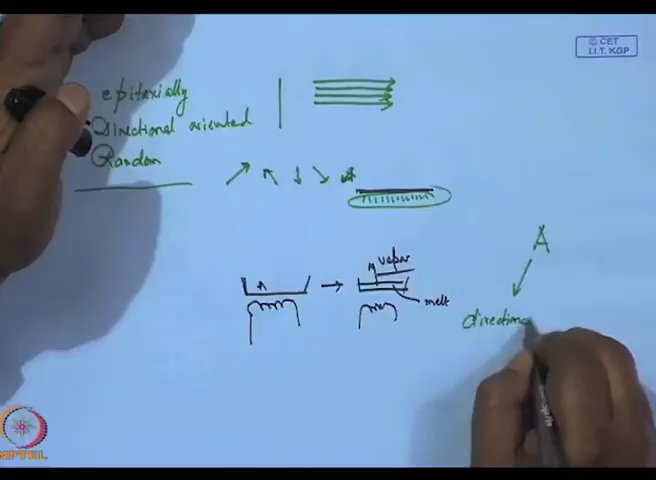 epitaxially
Directional oriented
Random
A
vapor
melt
A
direction
© CET
I.I.T. KGP
NPTEL